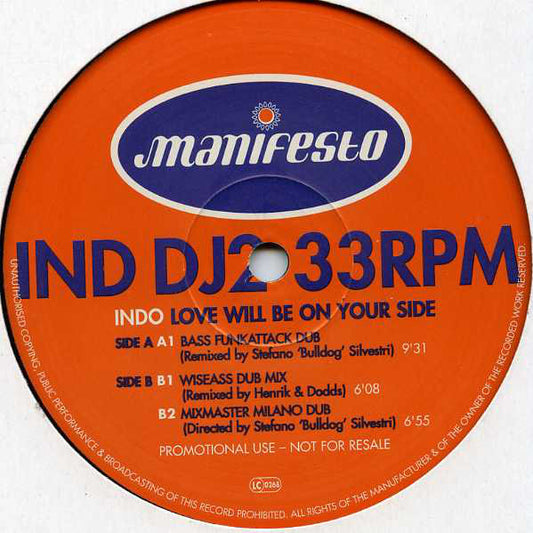 manifesto
IND DJ2 33RPM
INDO LOVE WILL BE ON YOUR SIDE
SIDE A A1 BASS FUNKATTACK DUB
(Remixed by Stefano 'Bulldog' Silvestri) 9'31
SIDE B B1 WISEASS DUB MIX
(Remixed by Henrik & Dodds) 6'08
B2 MIXMASTER MILANO DUB
(Directed by Stefano 'Bulldog' Silvestri) 6'55
PROMOTIONAL USE – NOT FOR RESALE
LC 0268
UNAUTHORISED COPYING, PUBLIC PERFORMANCE & BROADCASTING OF THIS RECORD PROHIBITED. ALL RIGHTS OF THE MANUFACTURER & OF THE OWNER OF THE RECORDED WORK RESERVED.